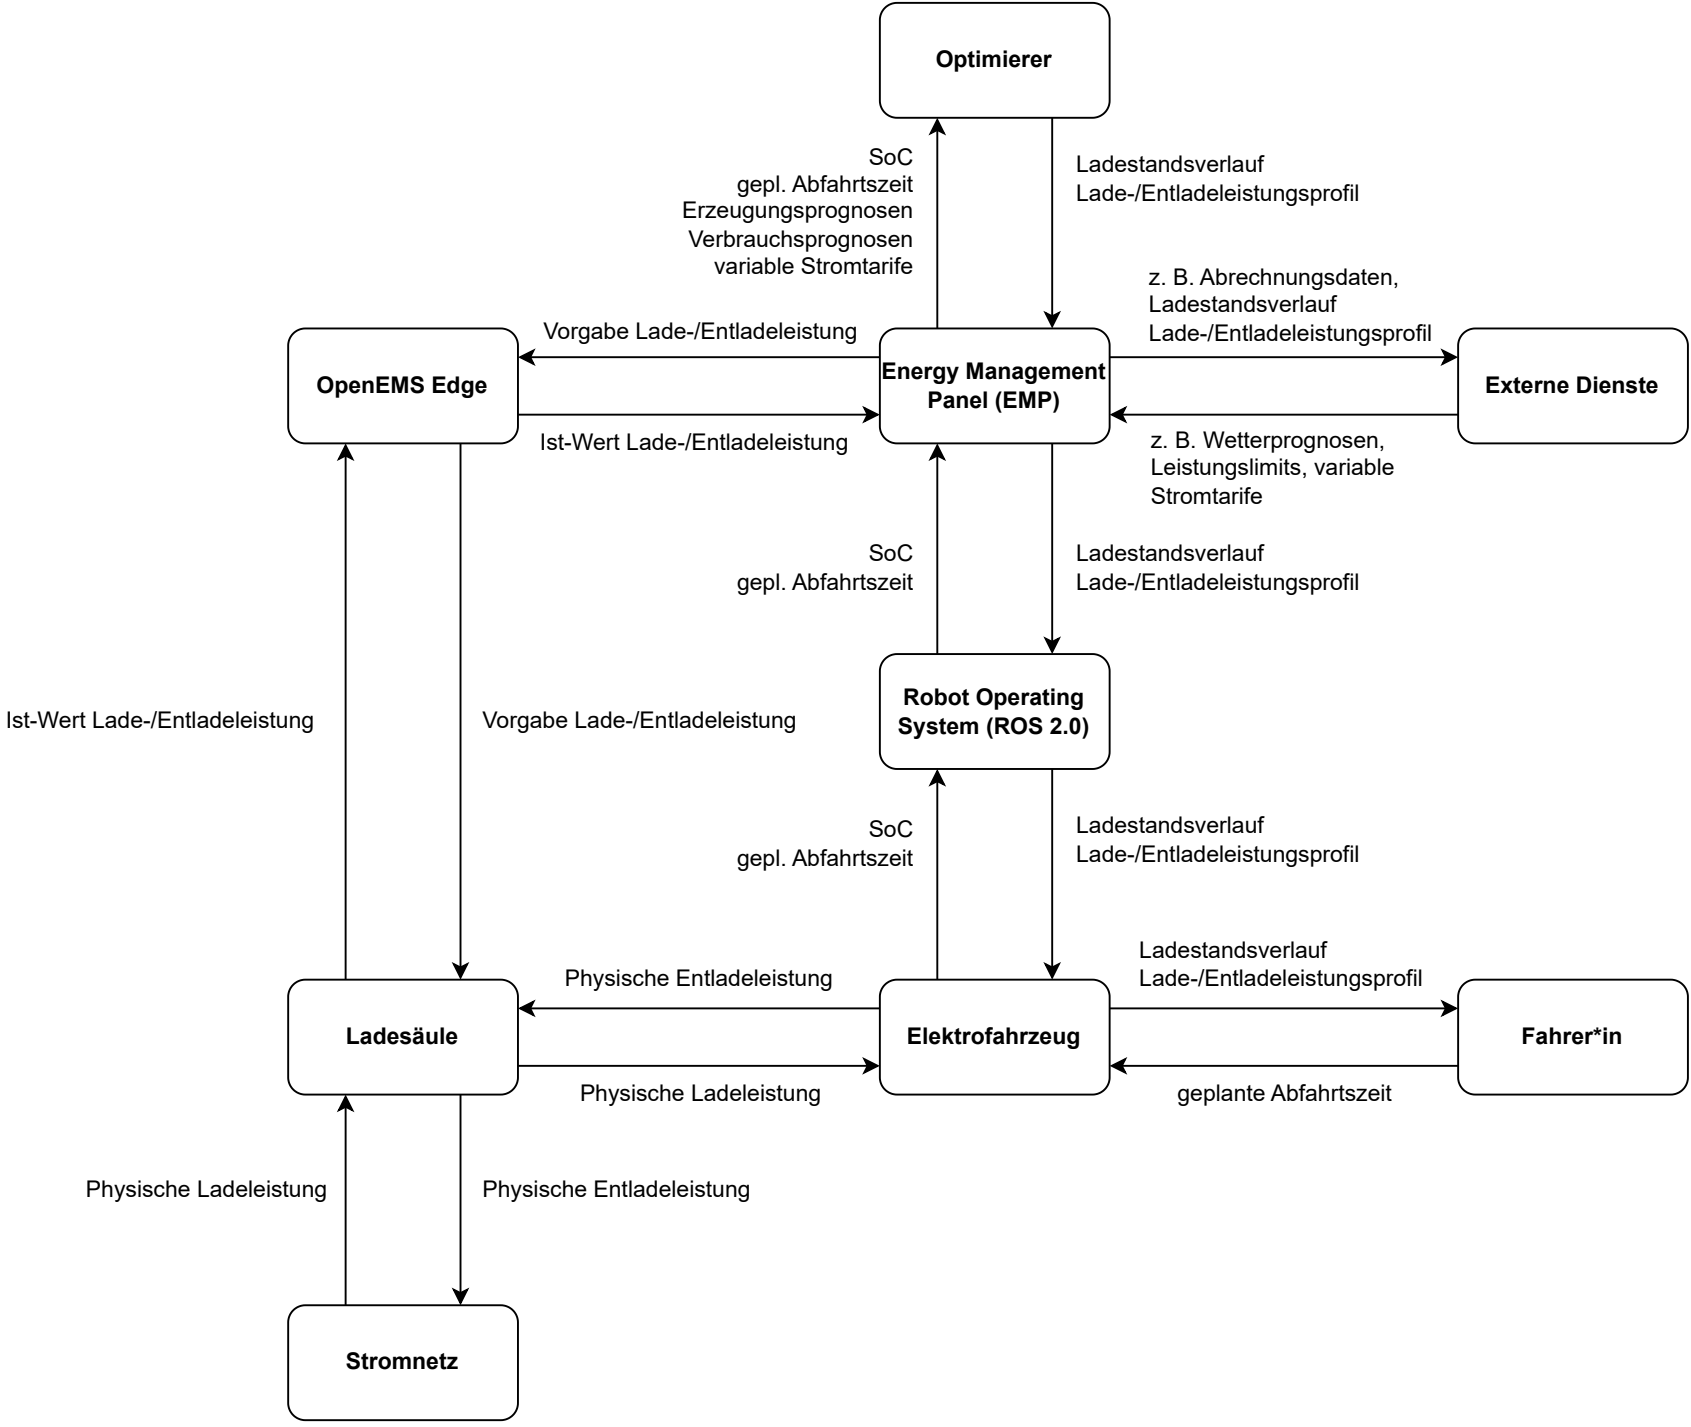 Optimierer
SoC
gepl. Abfahrtszeit
Erzeugungsprognosen
Verbrauchsprognosen
variable Stromtarife
Ladestandsverlauf
Lade-/Entladeleistungsprofil
z. B. Abrechnungsdaten,
Ladestandsverlauf
Lade-/Entladeleistungsprofil
Vorgabe Lade-/Entladeleistung
OpenEMS Edge
Energy Management
Panel (EMP)
Externe Dienste
Ist-Wert Lade-/Entladeleistung
z. B. Wetterprognosen,
Leistungslimits, variable
Stromtarife
SoC
gepl. Abfahrtszeit
Ladestandsverlauf
Lade-/Entladeleistungsprofil
Robot Operating
System (ROS 2.0)
Ist-Wert Lade-/Entladeleistung
Vorgabe Lade-/Entladeleistung
SoC
gepl. Abfahrtszeit
Ladestandsverlauf
Lade-/Entladeleistungsprofil
Physische Entladeleistung
Ladestandsverlauf
Lade-/Entladeleistungsprofil
Ladesäule
Elektrofahrzeug
Fahrer*in
Physische Ladeleistung
geplante Abfahrtszeit
Physische Ladeleistung
Physische Entladeleistung
Stromnetz